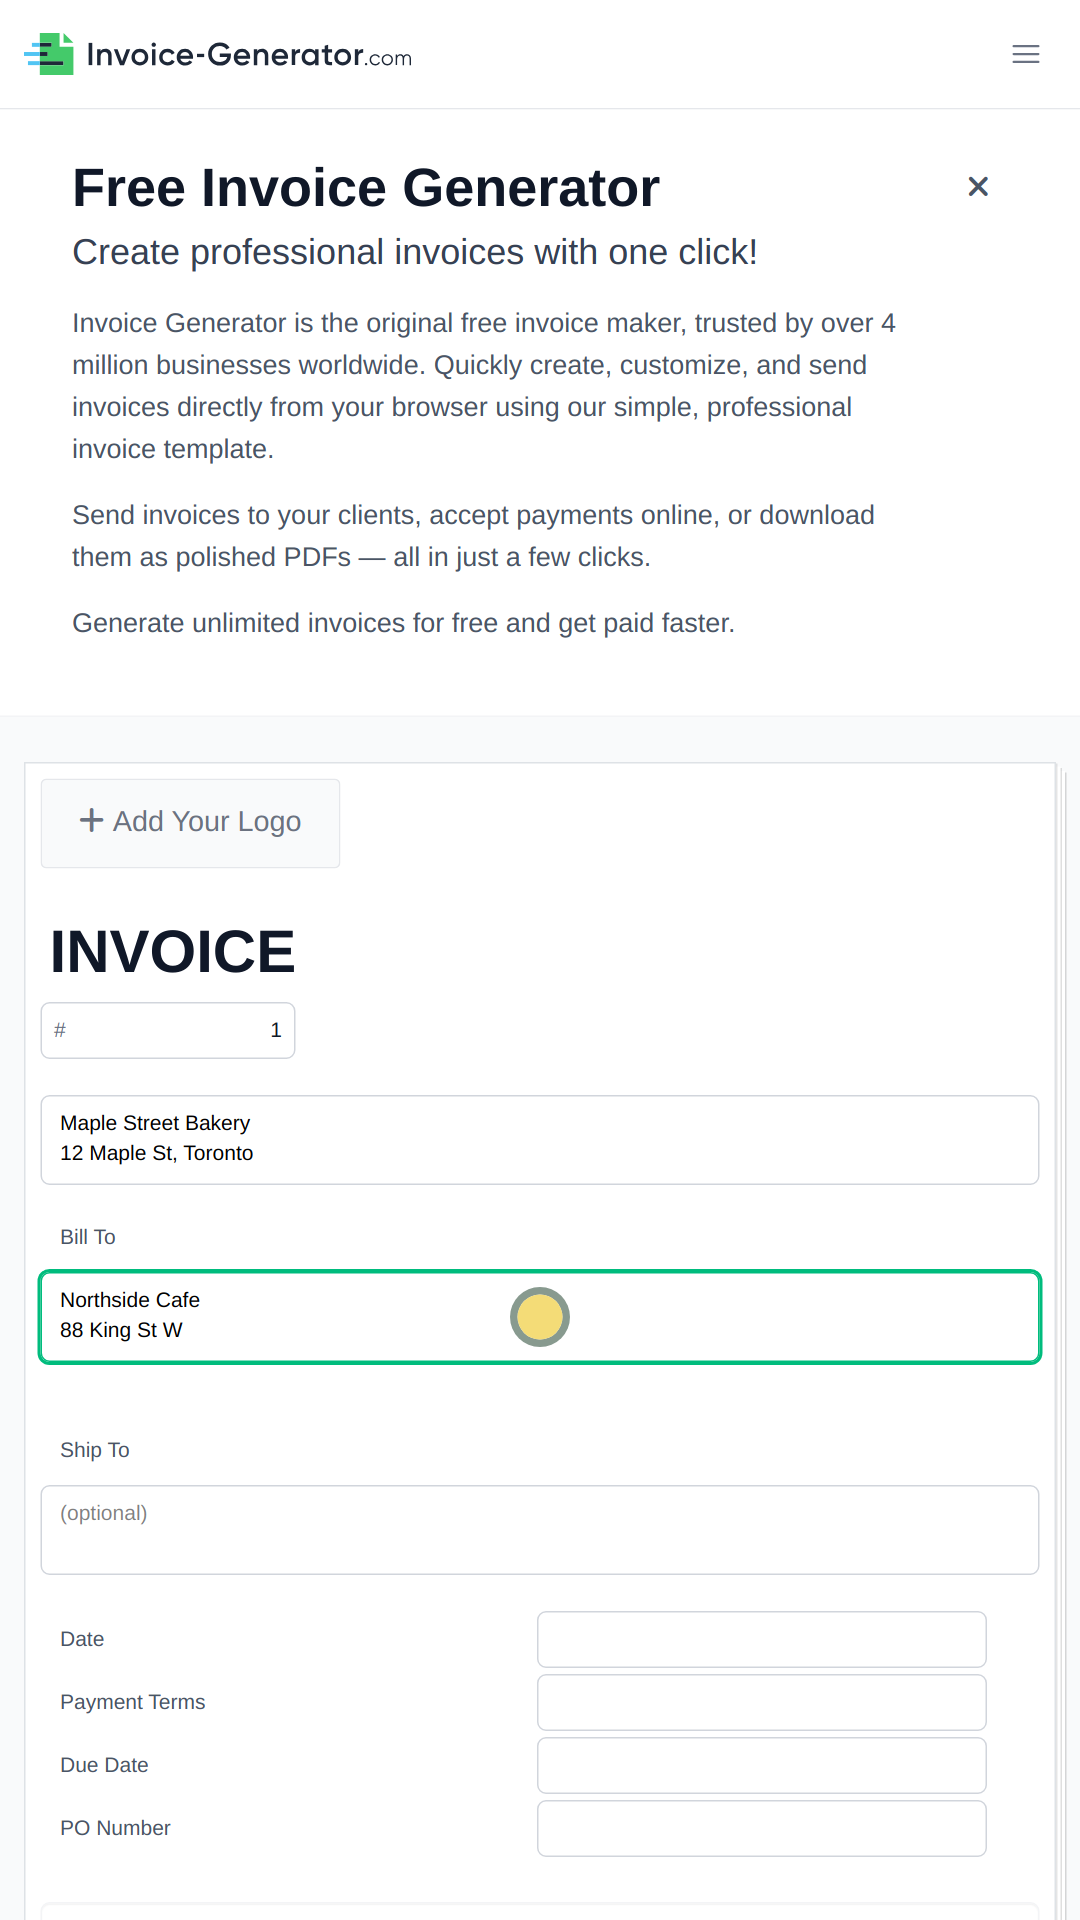 Invoice-Generator.com
Free Invoice Generator
Create professional invoices with one click!
Invoice Generator is the original free invoice maker, trusted by over 4
million businesses worldwide. Quickly create, customize, and send
invoices directly from your browser using our simple, professional
invoice template.
Send invoices to your clients, accept payments online, or download
them as polished PDFs — all in just a few clicks.
Generate unlimited invoices for free and get paid faster.
Add Your Logo
INVOICE
# 1
Maple Street Bakery
12 Maple St, Toronto
Bill To
Northside Cafe
88 King St W
Ship To
(optional)
Date
Payment Terms
Due Date
PO Number